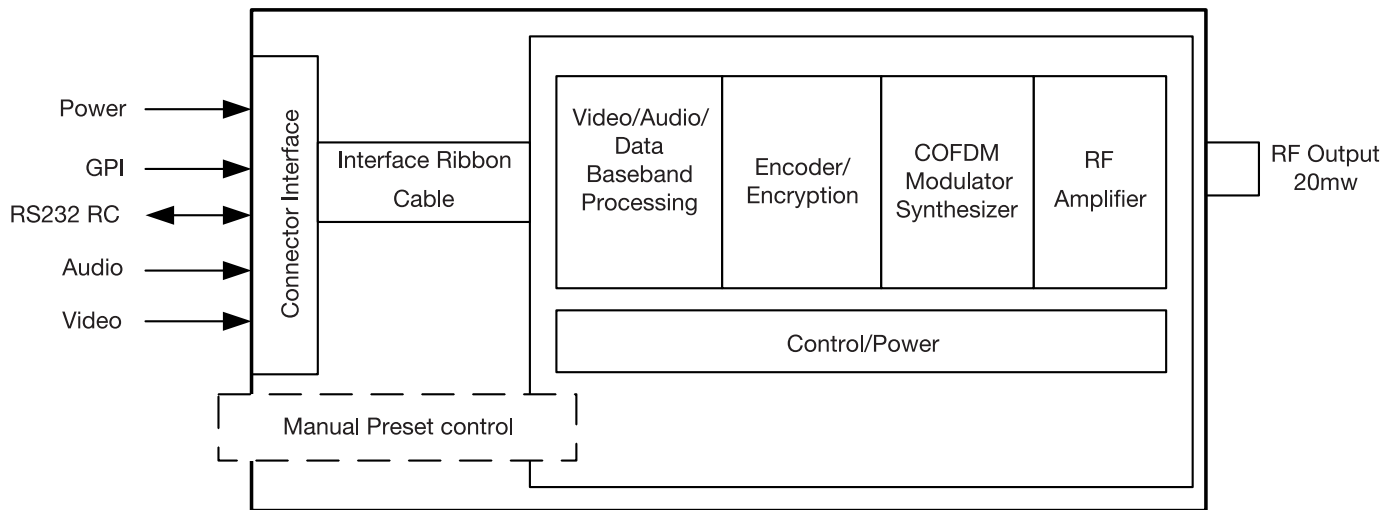 Power
GPI
RS232 RC
Audio
Video
Connector Interface
Interface Ribbon
Cable
Video/Audio/
Data
Baseband
Processing
Encoder/
Encryption
COFDM
Modulator
Synthesizer
RF
Amplifier
RF Output
20mw
Control/Power
Manual Preset control